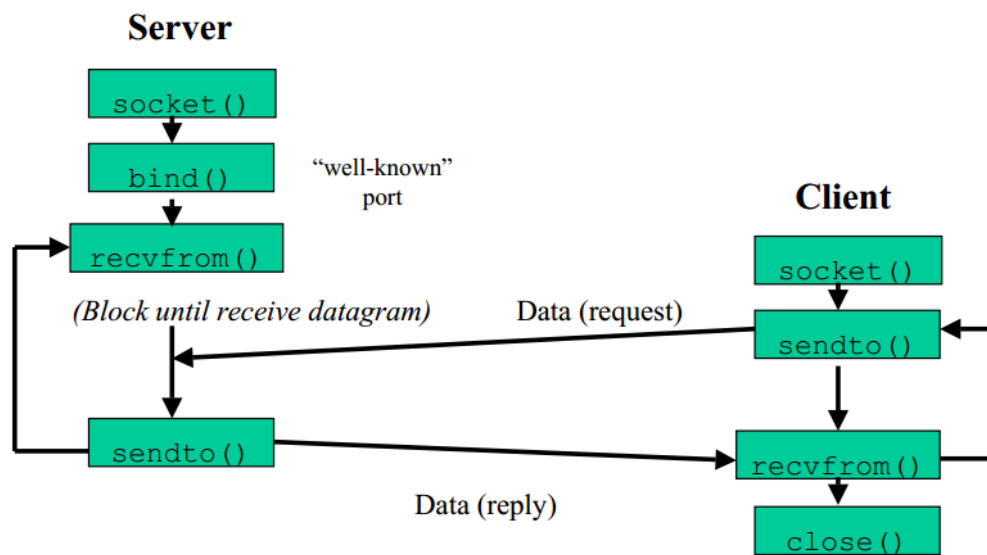 Server
socket()
bind()
“well-known”
port
recvfrom()
(Block until receive datagram)
sendto()
Client
socket()
Data (request)
sendto()
recvfrom()
Data (reply)
close()